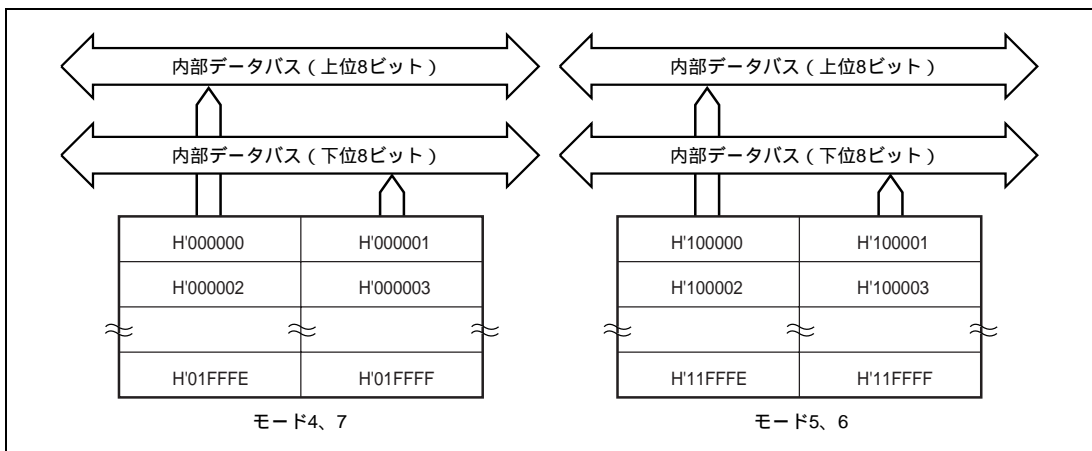 内部データバス（上位8ビット）
内部データバス（下位8ビット）
H'000000 H'000001
H'000002 H'000003
H'01FFFE H'01FFFF
モード4、7
内部データバス（上位8ビット）
内部データバス（下位8ビット）
H'100000 H'100001
H'100002 H'100003
H'11FFFE H'11FFFF
モード5、6